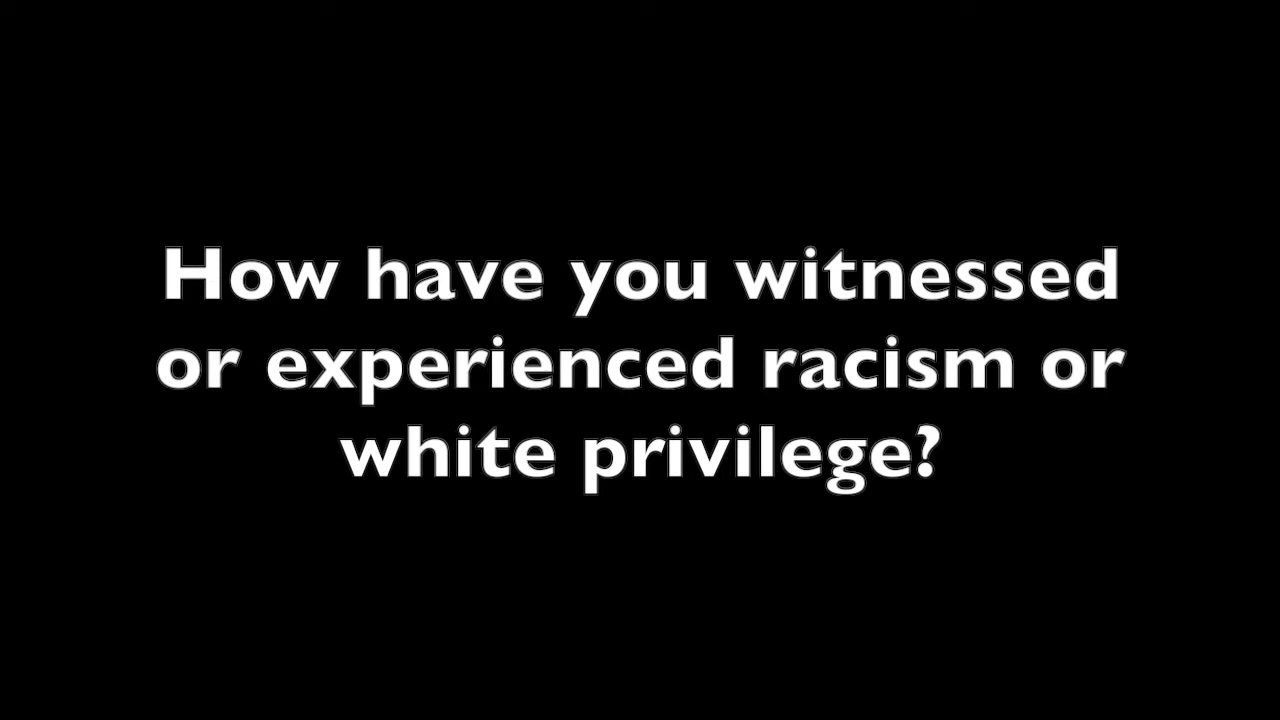 How have you witnessed
or experienced racism or
white privilege?